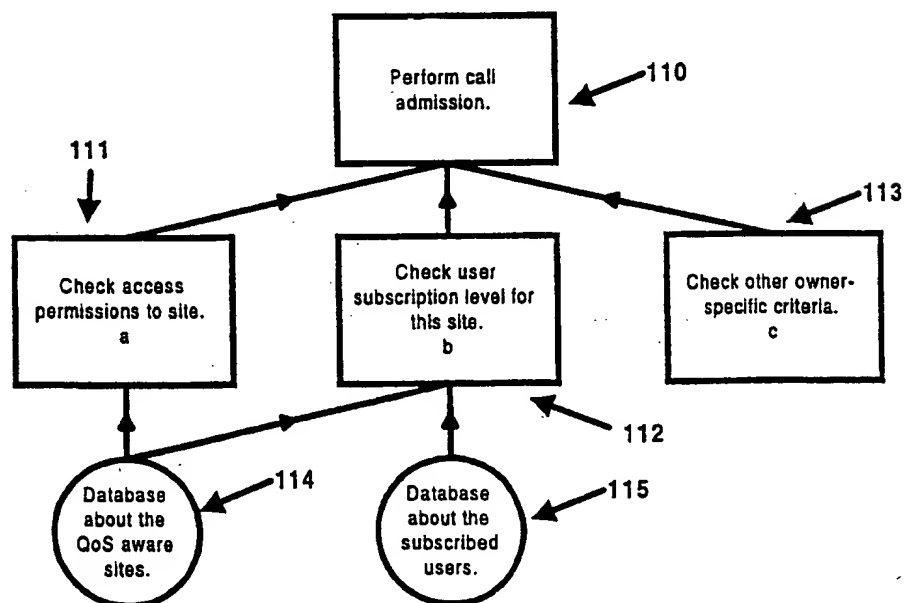 Perform call
admission.
110
111
113
Check access
permissions to site.
a
Check user
subscription level for
this site.
b
Check other owner-
specific criteria.
c
112
114
115
Database
about the
QoS aware
sites.
Database
about the
subscribed
users.